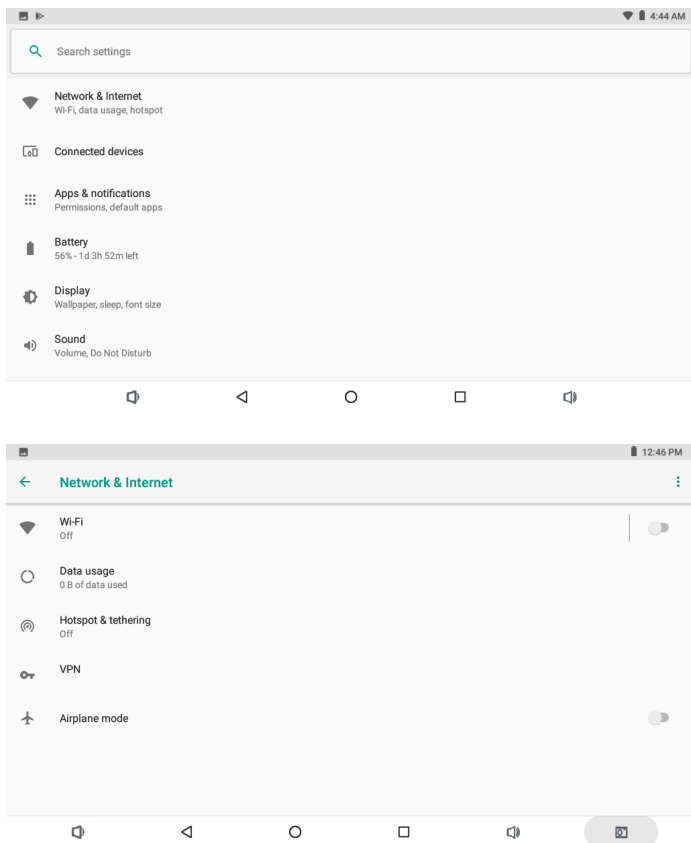 4:44 AM
Search settings
Network & Internet
Wi-Fi, data usage, hotspot
Connected devices
Apps & notifications
Permissions, default apps
Battery
56% - 1d 3h 52m left
Display
Wallpaper, sleep, font size
Sound
Volume, Do Not Disturb
12:46 PM
Network & Internet
Wi-Fi
Off
Data usage
0 B of data used
Hotspot & tethering
Off
VPN
Airplane mode